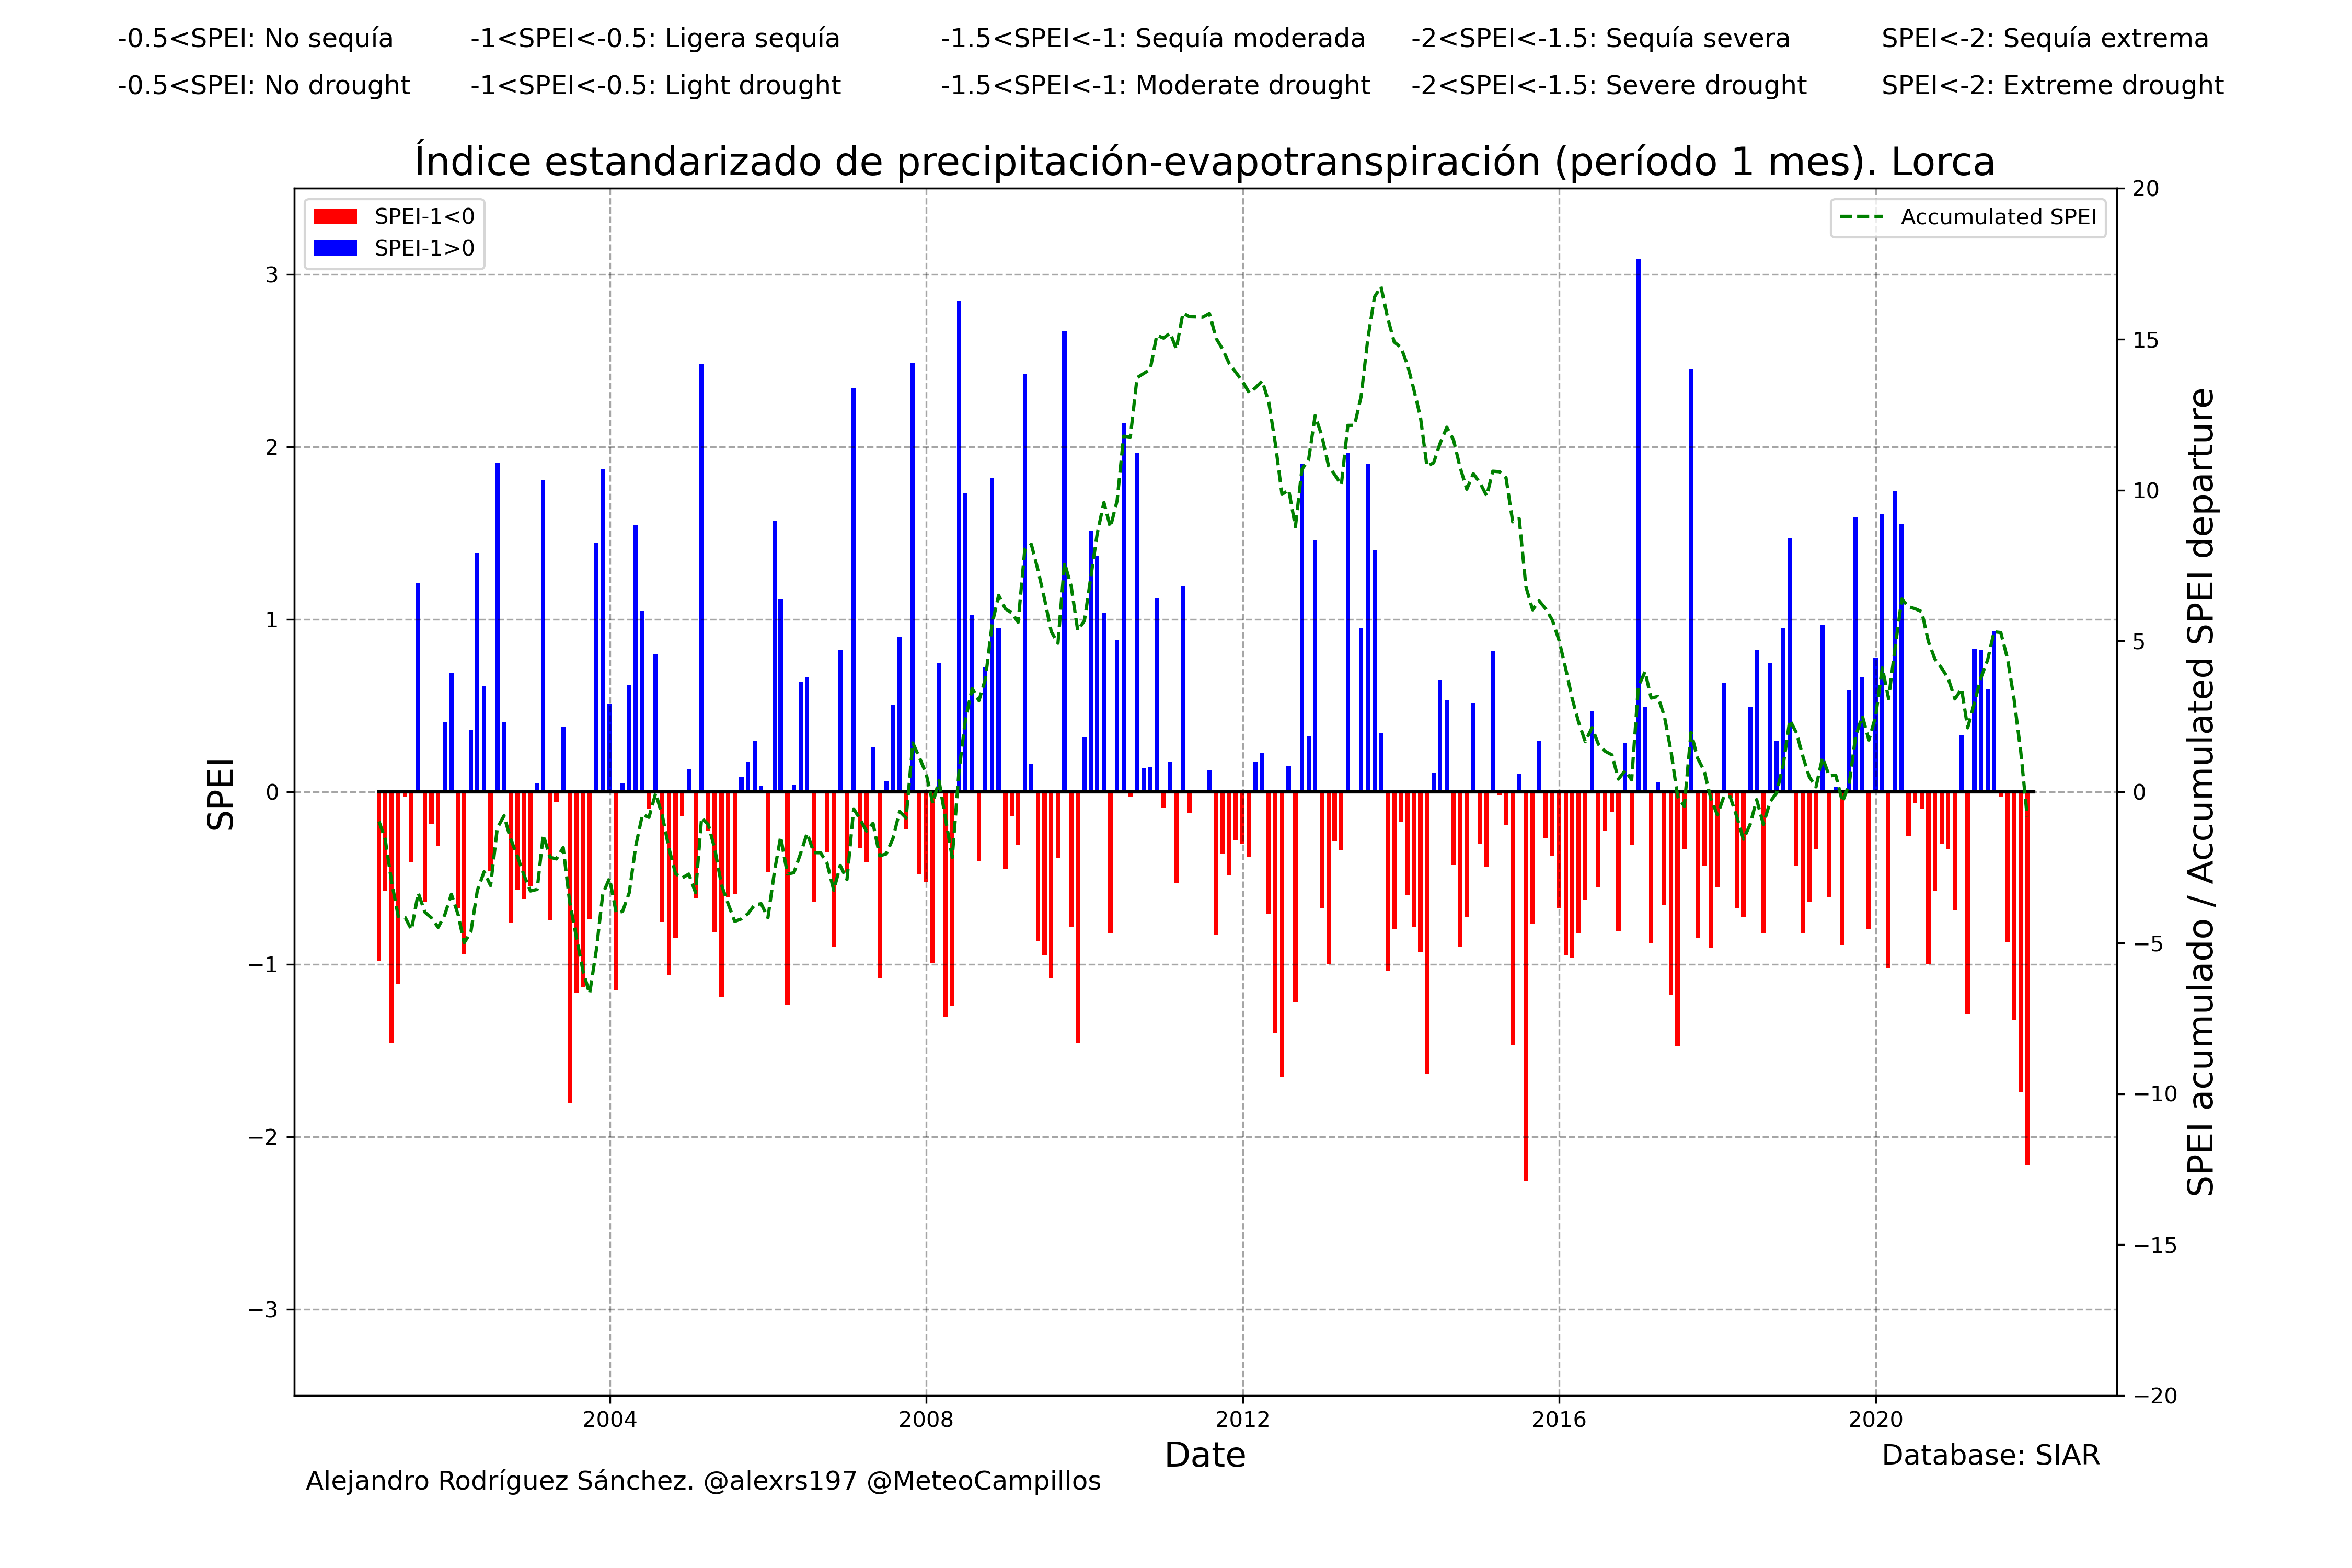 -0.5<SPEI: No sequía -1<SPEI<-0.5: Ligera sequía -1.5<SPEI<-1: Sequía moderada -2<SPEI<-1.5: Sequía severa SPEI<-2: Sequía extrema
-0.5<SPEI: No drought -1<SPEI<-0.5: Light drought -1.5<SPEI<-1: Moderate drought -2<SPEI<-1.5: Severe drought SPEI<-2: Extreme drought
Índice estandarizado de precipitación-evapotranspiración (período 1 mes). Lorca
SPEI-1<0
SPEI-1>0
Accumulated SPEI
SPEI
3
2
1
0
−1
−2
−3
20
15
10
5
0
−5
−10
−15
−20
SPEI acumulado / Accumulated SPEI departure
2004 2008 2012 2016 2020
Date
Database: SIAR
Alejandro Rodríguez Sánchez. @alexrs197 @MeteoCampillos